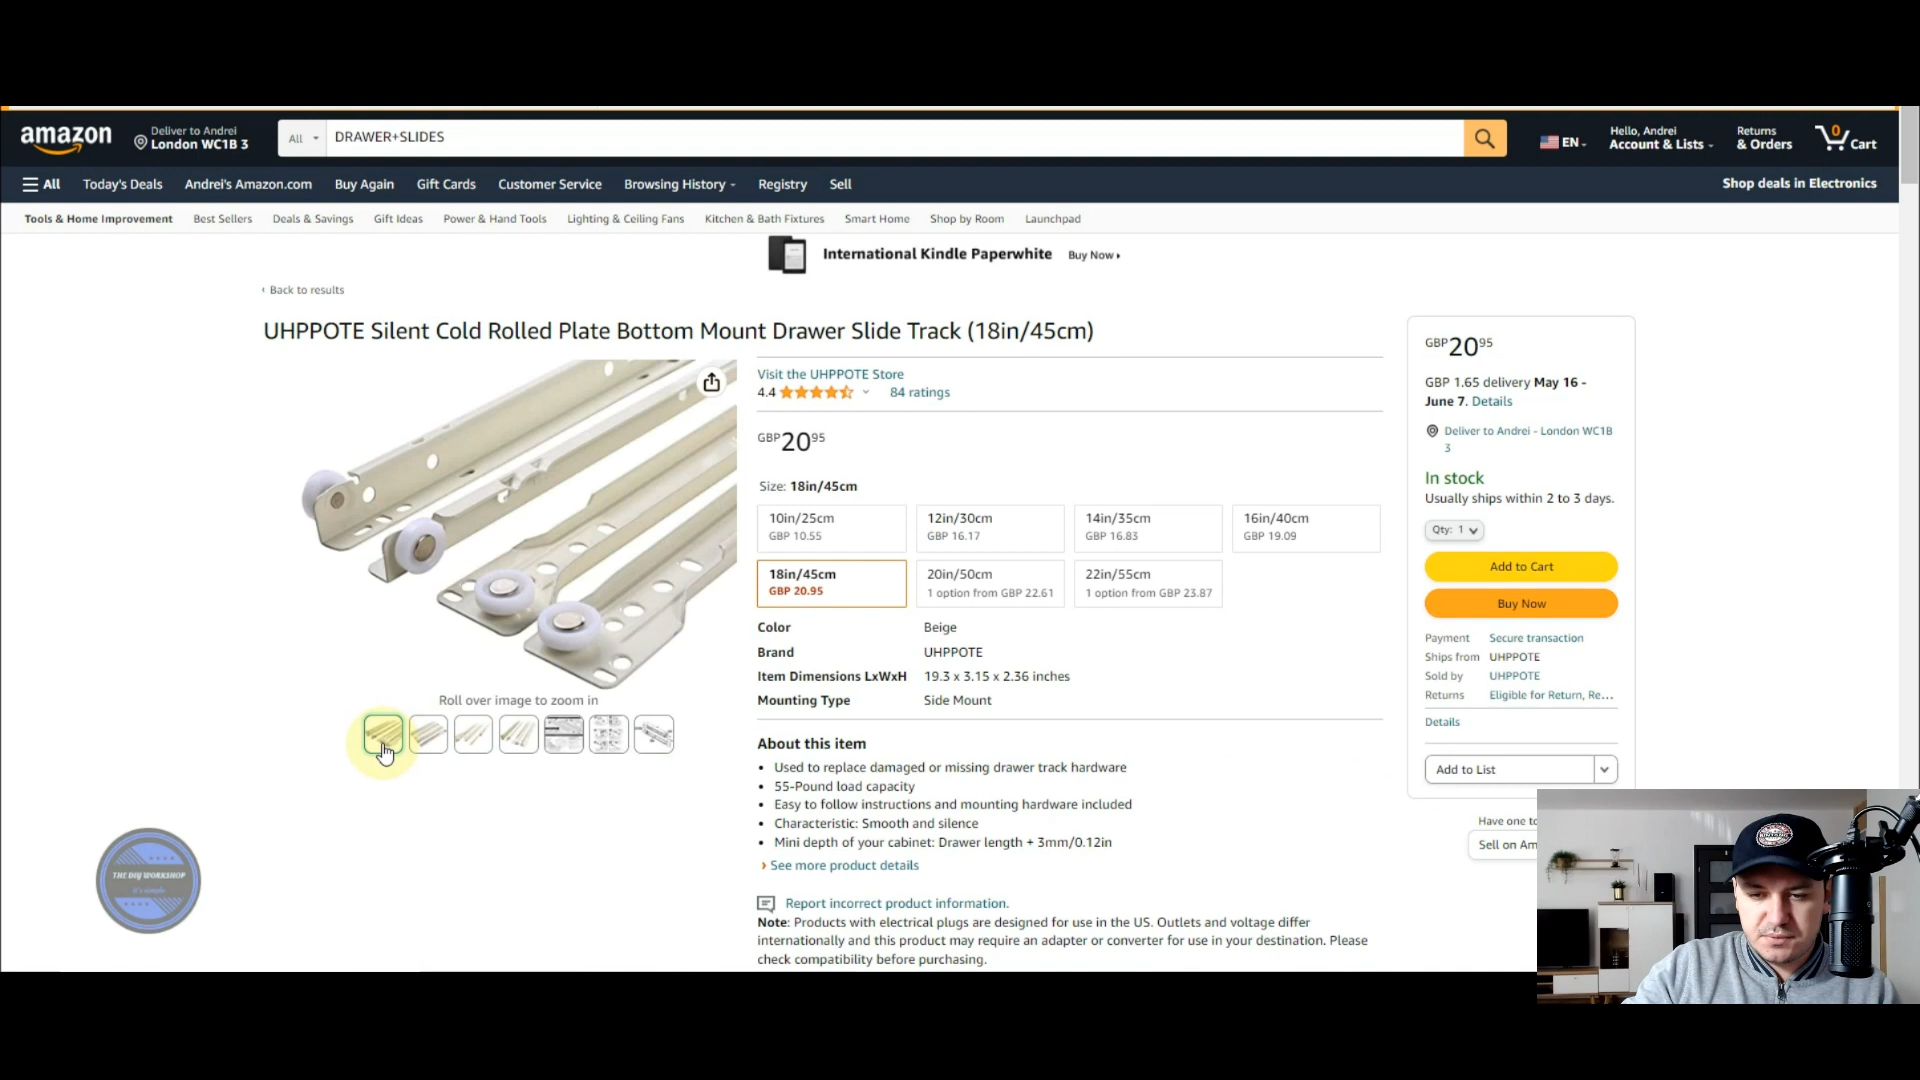 amazon
Deliver to Andrei
London WC1B 3
All
DRAWER+SLIDES
EN
Hello, Andrei
Account & Lists
Returns
& Orders
0
Cart
All
Today's Deals
Andrei's Amazon.com
Buy Again
Gift Cards
Customer Service
Browsing History
Registry
Sell
Shop deals in Electronics
Tools & Home Improvement
Best Sellers
Deals & Savings
Gift Ideas
Power & Hand Tools
Lighting & Ceiling Fans
Kitchen & Bath Fixtures
Smart Home
Shop by Room
Launchpad
International Kindle Paperwhite
Buy Now
‹ Back to results
UHPPOTE Silent Cold Rolled Plate Bottom Mount Drawer Slide Track (18in/45cm)
Roll over image to zoom in
Visit the UHPPOTE Store
4.4
84 ratings
GBP2095
Size: 18in/45cm
10in/25cm
GBP 10.55
12in/30cm
GBP 16.17
14in/35cm
GBP 16.83
16in/40cm
GBP 19.09
18in/45cm
GBP 20.95
20in/50cm
1 option from GBP 22.61
22in/55cm
1 option from GBP 23.87
Color Beige
Brand UHPPOTE
Item Dimensions LxWxH 19.3 x 3.15 x 2.36 inches
Mounting Type Side Mount
About this item
• Used to replace damaged or missing drawer track hardware
• 55-Pound load capacity
• Easy to follow instructions and mounting hardware included
• Characteristic: Smooth and silence
• Mini depth of your cabinet: Drawer length + 3mm/0.12in
› See more product details
Report incorrect product information.
Note: Products with electrical plugs are designed for use in the US. Outlets and voltage differ
internationally and this product may require an adapter or converter for use in your destination. Please
check compatibility before purchasing.
GBP2095
GBP 1.65 delivery May 16 -
June 7. Details
Deliver to Andrei - London WC1B
3
In stock
Usually ships within 2 to 3 days.
Qty: 1
Add to Cart
Buy Now
Payment Secure transaction
Ships from UHPPOTE
Sold by UHPPOTE
Returns Eligible for Return, Re...
Details
Add to List
Have one to
Sell on Am
THE DIY WORKSHOP
it's simple